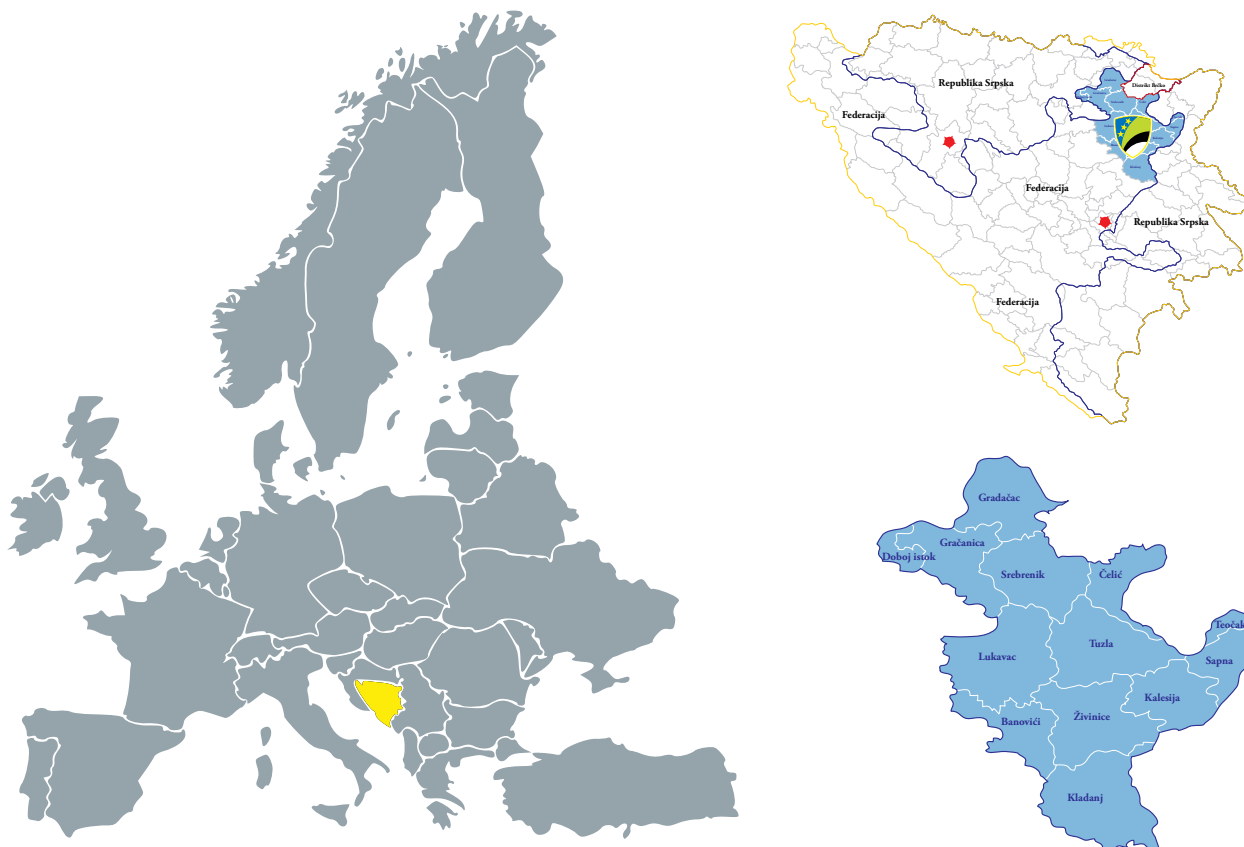 Republika Srpska
Distrikt Brčko
Federacija
Federacija
Republika Srpska
Federacija
Gradačac
Gračanica
Doboj istok
Srebrenik
Čelić
Teočak
Tuzla
Lukavac
Sapna
Kalesija
Banovići
Živinice
Kladanj